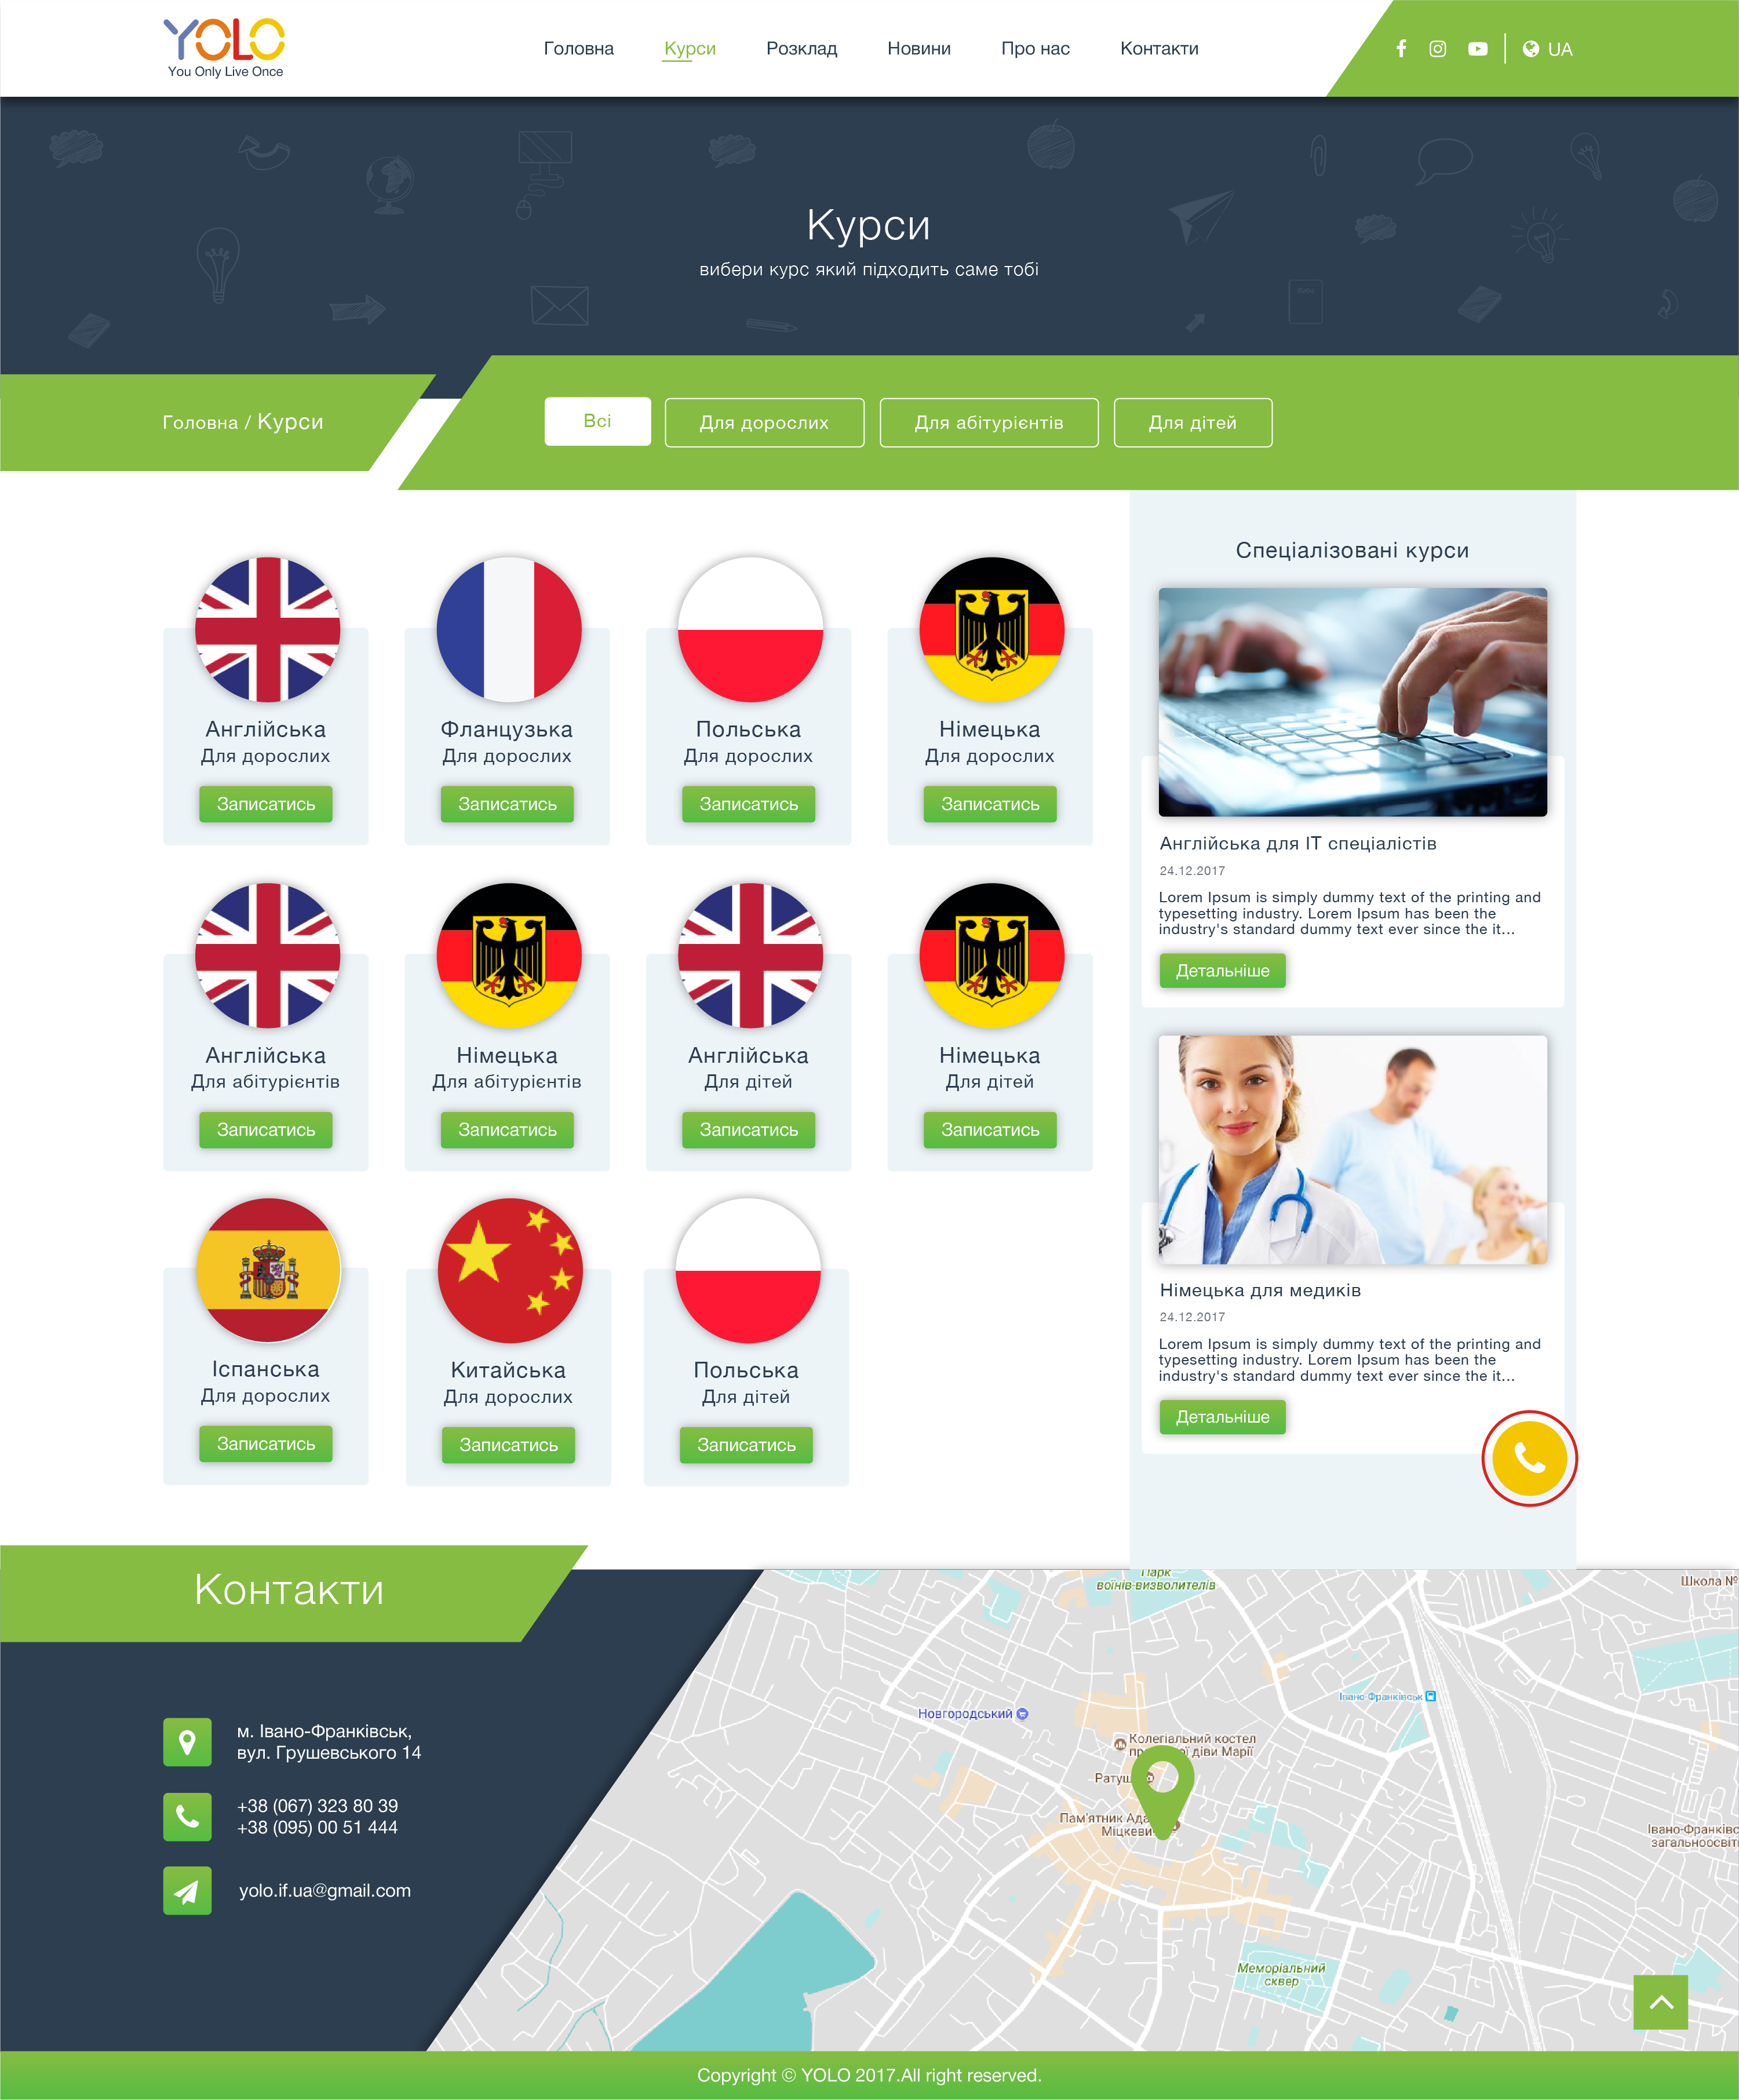 YOLO
You Only Live Once
Головна Курси Розклад Новини Про нас Контакти
UA
Курси
вибери курс який підходить саме тобі
Головна / Курси
Всі Для дорослих Для абітурієнтів Для дітей
Англійська
Для дорослих
Записатись
Фланцузька
Для дорослих
Записатись
Польська
Для дорослих
Записатись
Німецька
Для дорослих
Записатись
Англійська
Для абітурієнтів
Записатись
Німецька
Для абітурієнтів
Записатись
Англійська
Для дітей
Записатись
Німецька
Для дітей
Записатись
Іспанська
Для дорослих
Записатись
Китайська
Для дорослих
Записатись
Польська
Для дітей
Записатись
Спеціалізовані курси
Англійська для IT спеціалістів
24.12.2017
Lorem Ipsum is simply dummy text of the printing and
typesetting industry. Lorem Ipsum has been the
industry's standard dummy text ever since the it...
Детальніше
Німецька для медиків
24.12.2017
Lorem Ipsum is simply dummy text of the printing and
typesetting industry. Lorem Ipsum has been the
industry's standard dummy text ever since the it...
Детальніше
Контакти
м. Івано-Франківськ,
вул. Грушевського 14
+38 (067) 323 80 39
+38 (095) 00 51 444
yolo.if.ua@gmail.com
Парк
воїнів-визволителів
Школа №
Івано Франківськ
Новгородський
Колегіальний костел
діви Марії
Пам'ятник
Івано-Франківс
загальноосвіт
Меморіальний
сквер
Copyright © YOLO 2017.All right reserved.